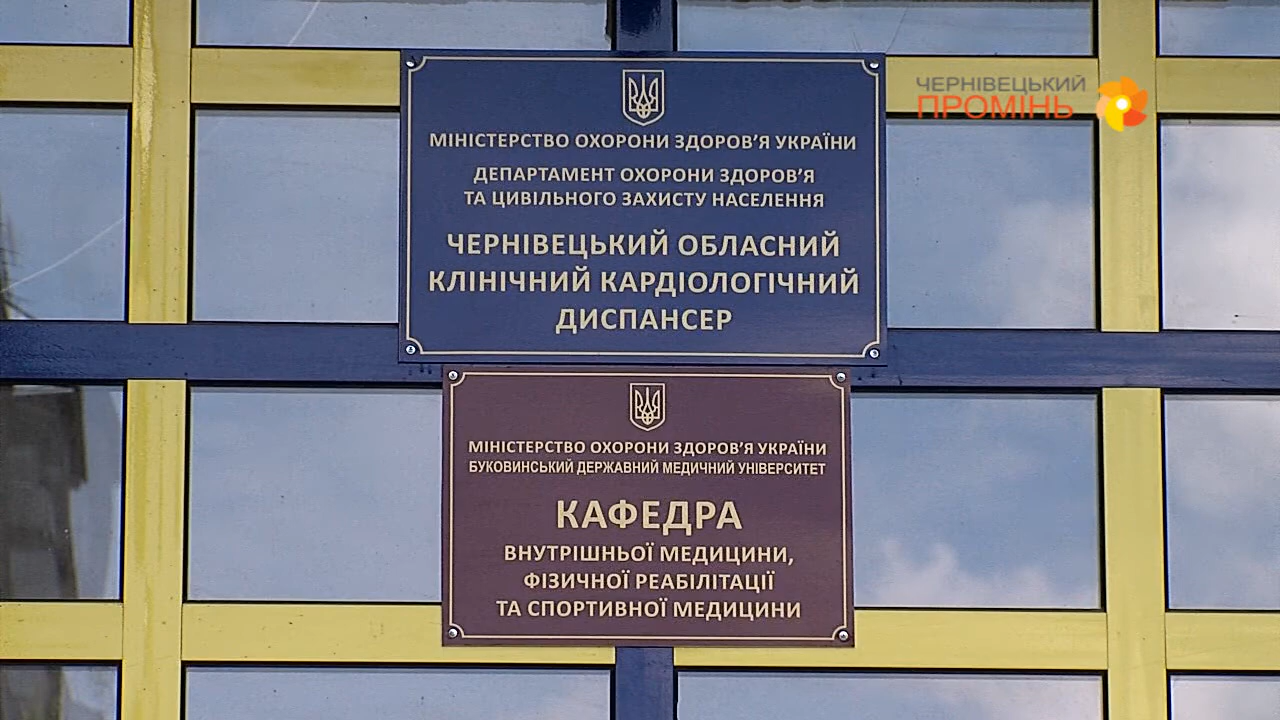 ЧЕРНІВЕЦЬКИЙ
ПРОМІНЬ
МІНІСТЕРСТВО ОХОРОНИ ЗДОРОВ'Я УКРАЇНИ
ДЕПАРТАМЕНТ ОХОРОНИ ЗДОРОВ'Я
ТА ЦИВІЛЬНОГО ЗАХИСТУ НАСЕЛЕННЯ
ЧЕРНІВЕЦЬКИЙ ОБЛАСНИЙ
КЛІНІЧНИЙ КАРДІОЛОГІЧНИЙ
ДИСПАНСЕР
МІНІСТЕРСТВО ОХОРОНИ ЗДОРОВ'Я УКРАЇНИ
БУКОВИНСЬКИЙ ДЕРЖАВНИЙ МЕДИЧНИЙ УНІВЕРСИТЕТ
КАФЕДРА
ВНУТРІШНЬОЇ МЕДИЦИНИ,
ФІЗИЧНОЇ РЕАБІЛІТАЦІЇ
ТА СПОРТИВНОЇ МЕДИЦИНИ